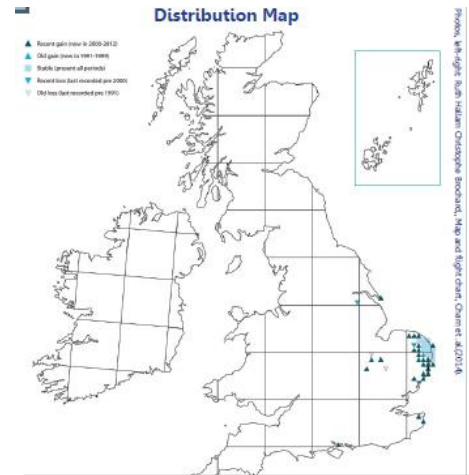 Distribution Map
Recent gain (new in 2000-2012)
Old gain (new to 1991-1999)
Stable (present all periods)
Recent loss (last recorded pre 2000)
Old loss (last recorded pre 1991)
Photos, left-right: Ruth Hallam Christophe Brochard, Map and flight chart, Cham et al.(2014).